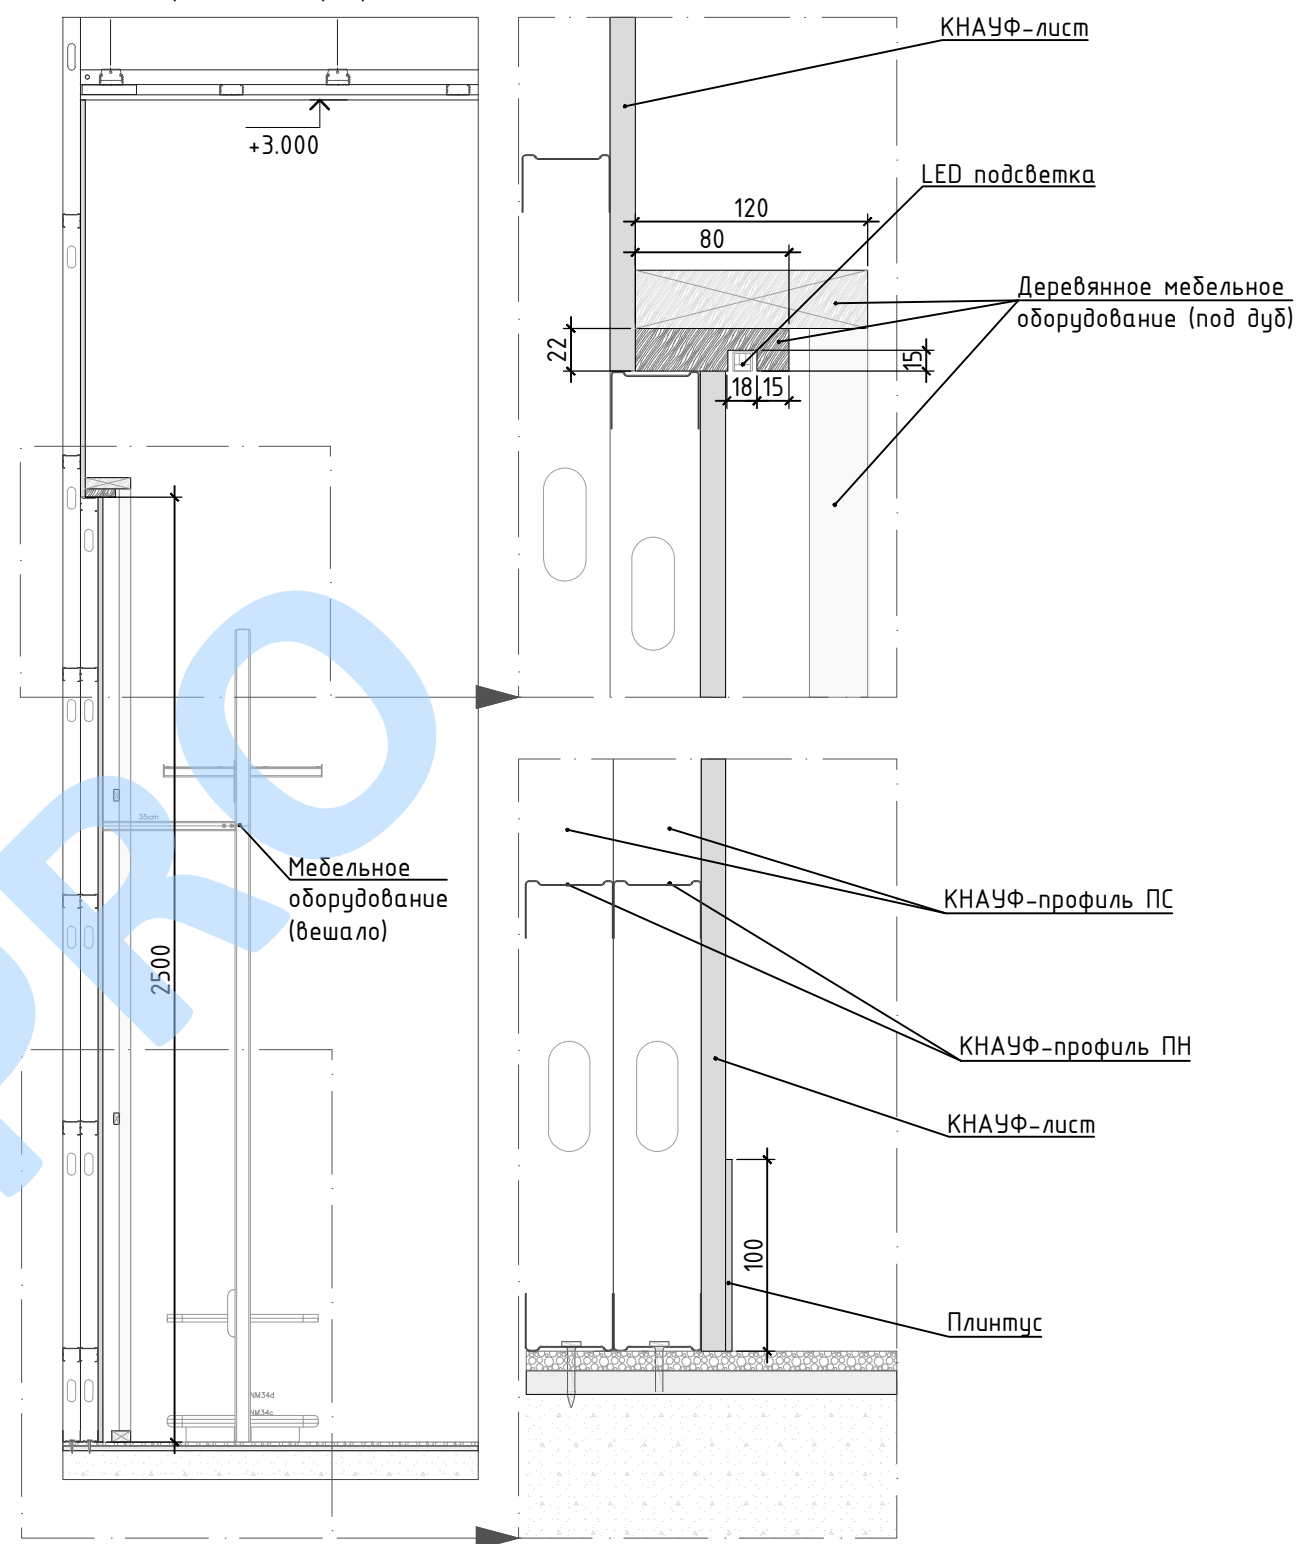 КНАУФ-лист
+3.000
LED подсветка
120
80
Деревянное мебельное
оборудование (под дуб)
22
15
18
15
35cm
Мебельное
оборудование
(вешало)
2500
КНАУФ-профиль ПС
КНАУФ-профиль ПН
КНАУФ-лист
100
Плинтус
NM34d
NM34c
PRO